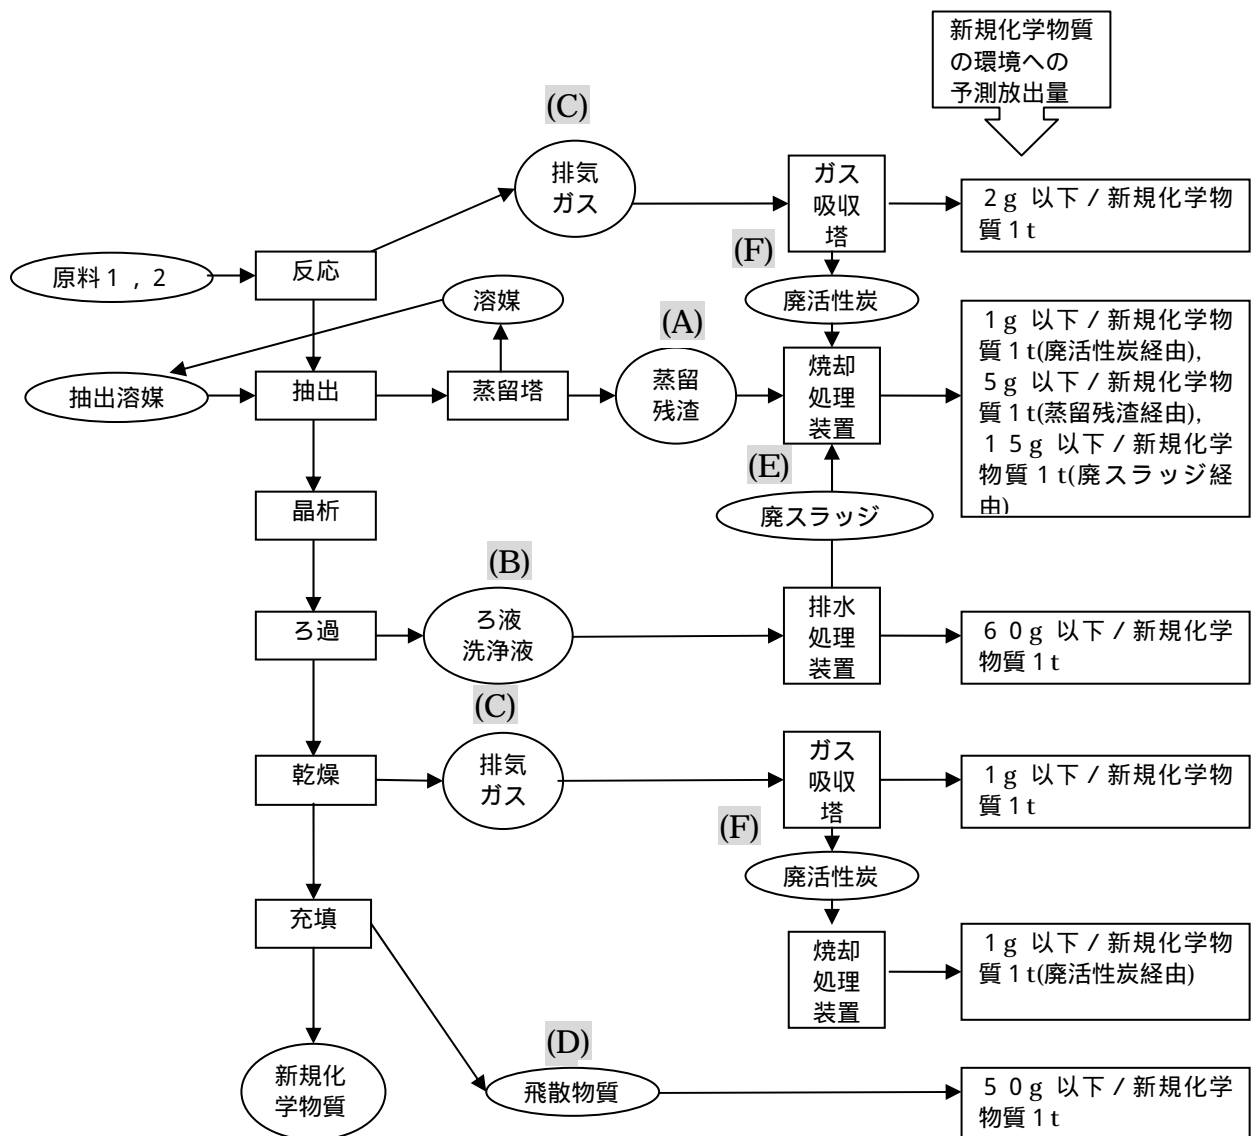 新規化学物質
の環境への
予測放出量
(C)
排気
ガス
ガス
吸収
塔
2g 以下 / 新規化学物
質1t
(F)
原料1，2
反応
溶媒
廃活性炭
(A)
1g 以下 / 新規化学物
質1t(廃活性炭経由),
5g 以下 / 新規化学物
質1t(蒸留残渣経由),
15g 以下 / 新規化学
物質1t(廃スラッジ経
由)
抽出溶媒
抽出
蒸留塔
蒸留
残渣
焼却
処理
装置
(E)
晶析
廃スラッジ
(B)
ろ過
ろ液
洗浄液
排水
処理
装置
60g 以下 / 新規化学
物質1t
(C)
乾燥
排気
ガス
ガス
吸収
塔
1g 以下 / 新規化学物
質1t
(F)
廃活性炭
充填
焼却
処理
装置
1g 以下 / 新規化学物
質1t(廃活性炭経由)
(D)
新規化
学物質
飛散物質
50g 以下 / 新規化学
物質1t